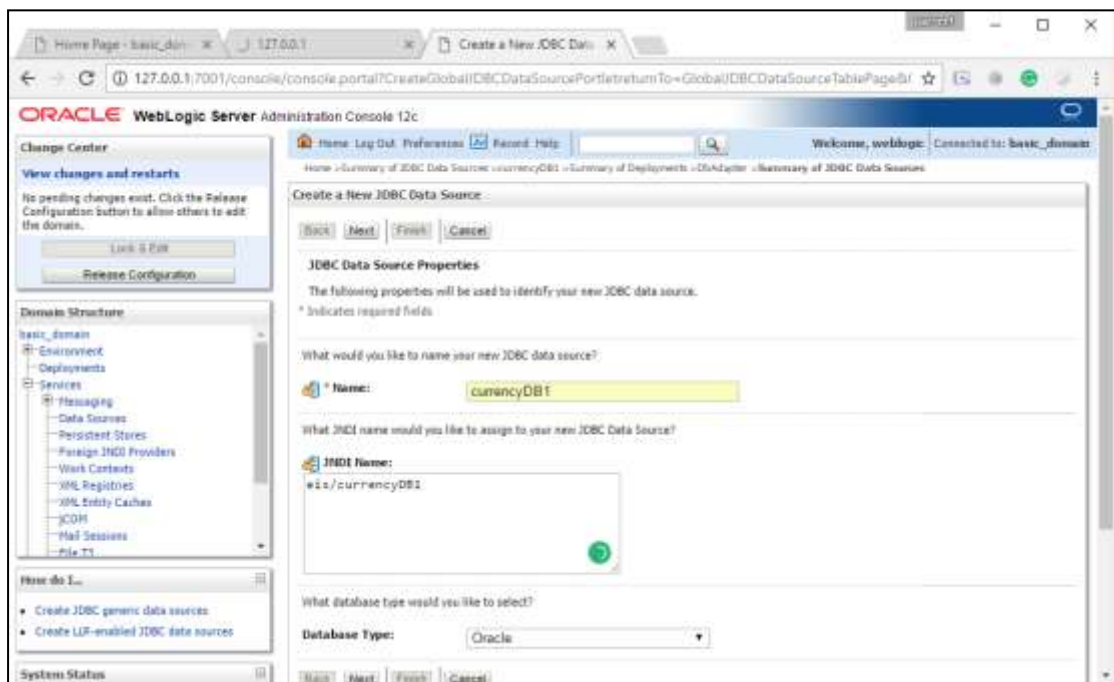 Home Page - basic_dom
127.0.0.1
Create a New JDBC Data
127.0.0.1:7001/console/console.portal?CreateGlobalJDBCDataSourcePortletreturnTo=GlobalJDBCDataSourceTablePage&
ORACLE WebLogic Server Administration Console 12c
Change Center
View changes and restarts
No pending changes exist. Click the Release
Configuration button to allow others to edit
the domain.
Lock & Edit
Release Configuration
Domain Structure
basic_domain
Environment
Deployments
Services
Messaging
Data Sources
Persistent Stores
Foreign JNDI Providers
Work Contexts
XML Registries
XML Entity Caches
jCOM
Mail Sessions
File T3
How do I...
Create JDBC generic data sources
Create LLR-enabled JDBC data sources
System Status
Home Log Out Preferences Record Help
Welcome, weblogic Connected to: basic_domain
Home >Summary of JDBC Data Sources >currencyDB1 >Summary of Deployments >DbAdapter >Summary of JDBC Data Sources
Create a New JDBC Data Source
Back Next Finish Cancel
JDBC Data Source Properties
The following properties will be used to identify your new JDBC data source.
* Indicates required fields
What would you like to name your new JDBC data source?
* Name: currencyDB1
What JNDI name would you like to assign to your new JDBC Data Source?
JNDI Name:
eis/currencyDB1
What database type would you like to select?
Database Type: Oracle
Back Next Finish Cancel